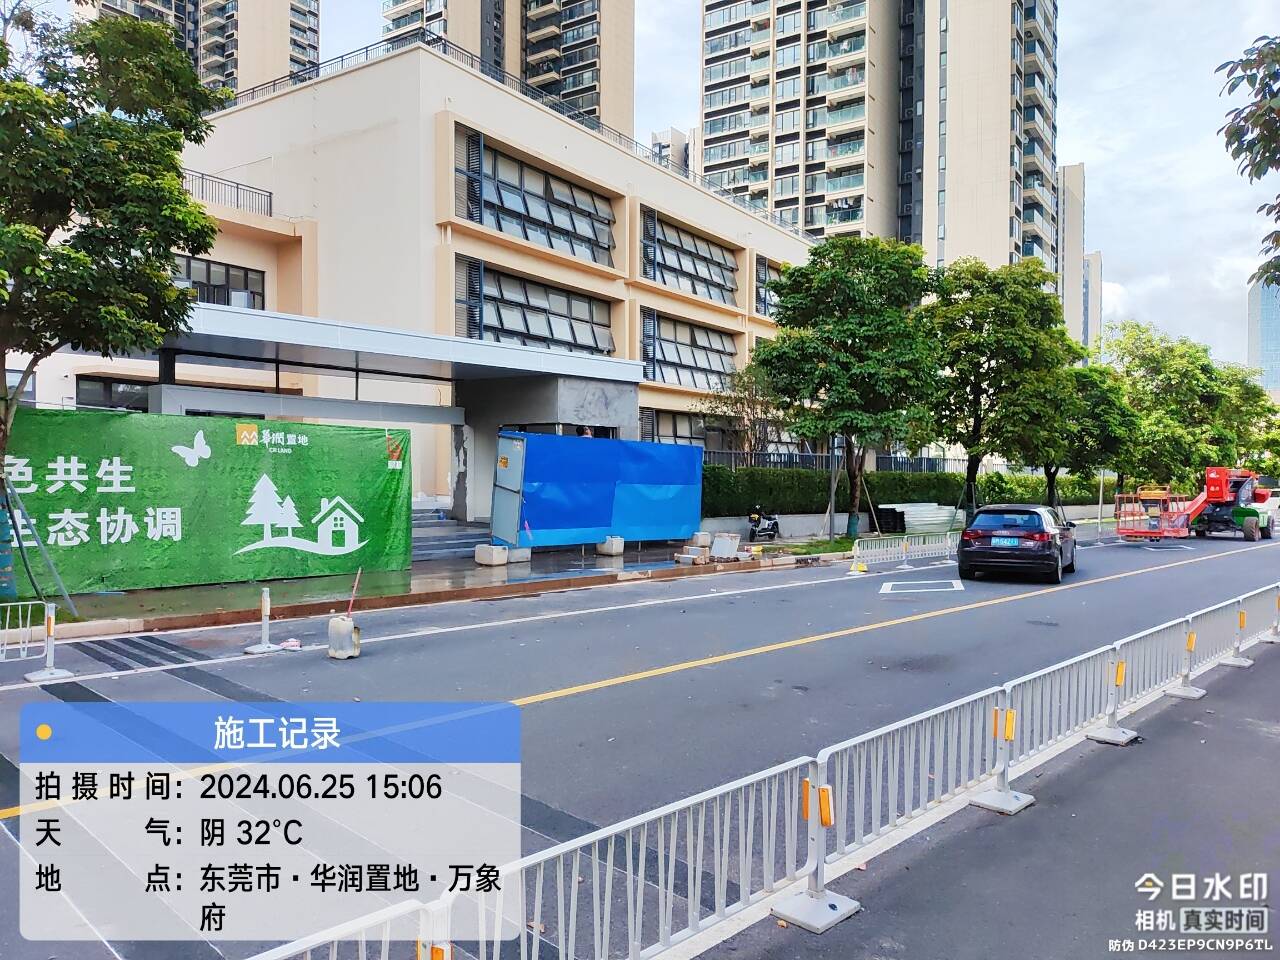 华润置地
CR LAND
色共生
生态协调
施工记录
拍摄时间：2024.06.25 15:06
天气：阴 32℃
地点：东莞市·华润置地·万象
府
今日水印
相机 真实时间
防伪 D423EP9CN9P6TL